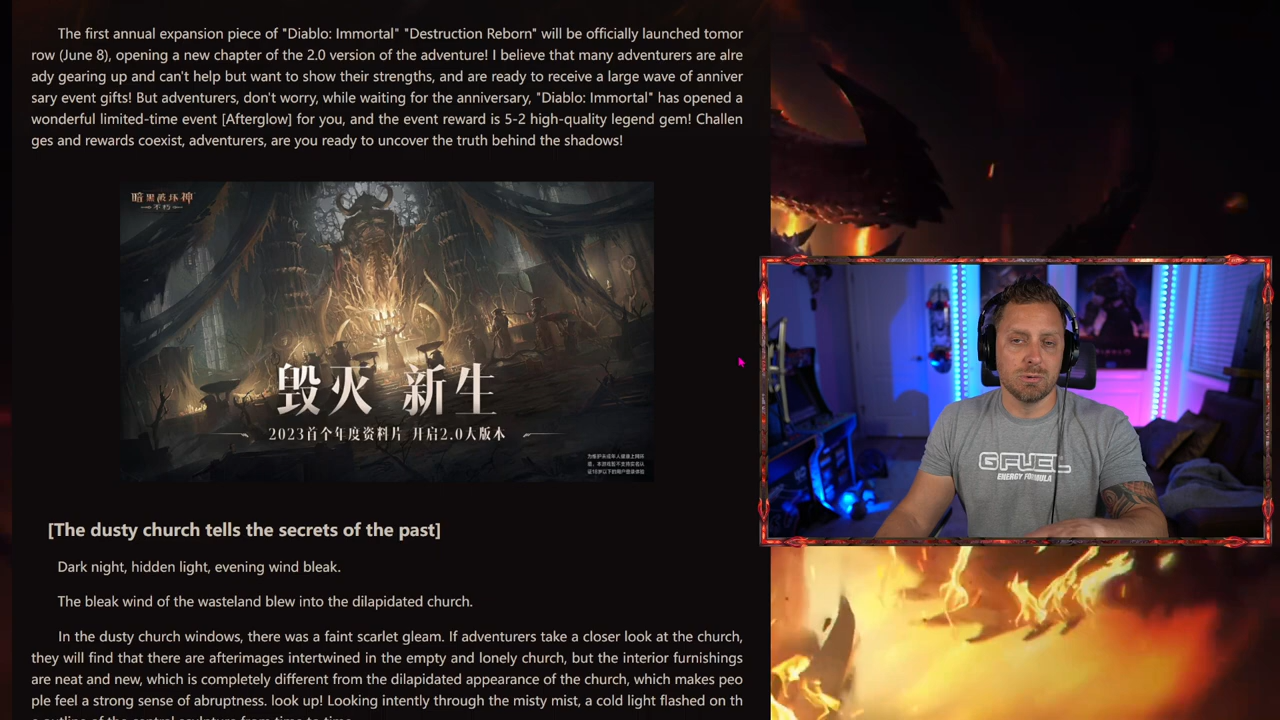 The first annual expansion piece of "Diablo: Immortal" "Destruction Reborn" will be officially launched tomor
row (June 8), opening a new chapter of the 2.0 version of the adventure! I believe that many adventurers are alre
ady gearing up and can't help but want to show their strengths, and are ready to receive a large wave of anniver
sary event gifts! But adventurers, don't worry, while waiting for the anniversary, "Diablo: Immortal" has opened a
wonderful limited-time event [Afterglow] for you, and the event reward is 5-2 high-quality legend gem! Challen
ges and rewards coexist, adventurers, are you ready to uncover the truth behind the shadows!
暗黑破坏神
不朽
毁灭 新生
2023首个年度资料片 开启2.0大版本
G FUEL
ENERGY FORMULA
[The dusty church tells the secrets of the past]
Dark night, hidden light, evening wind bleak.
The bleak wind of the wasteland blew into the dilapidated church.
In the dusty church windows, there was a faint scarlet gleam. If adventurers take a closer look at the church,
they will find that there are afterimages intertwined in the empty and lonely church, but the interior furnishings
are neat and new, which is completely different from the dilapidated appearance of the church, which makes peo
ple feel a strong sense of abruptness. look up! Looking intently through the misty mist, a cold light flashed on th